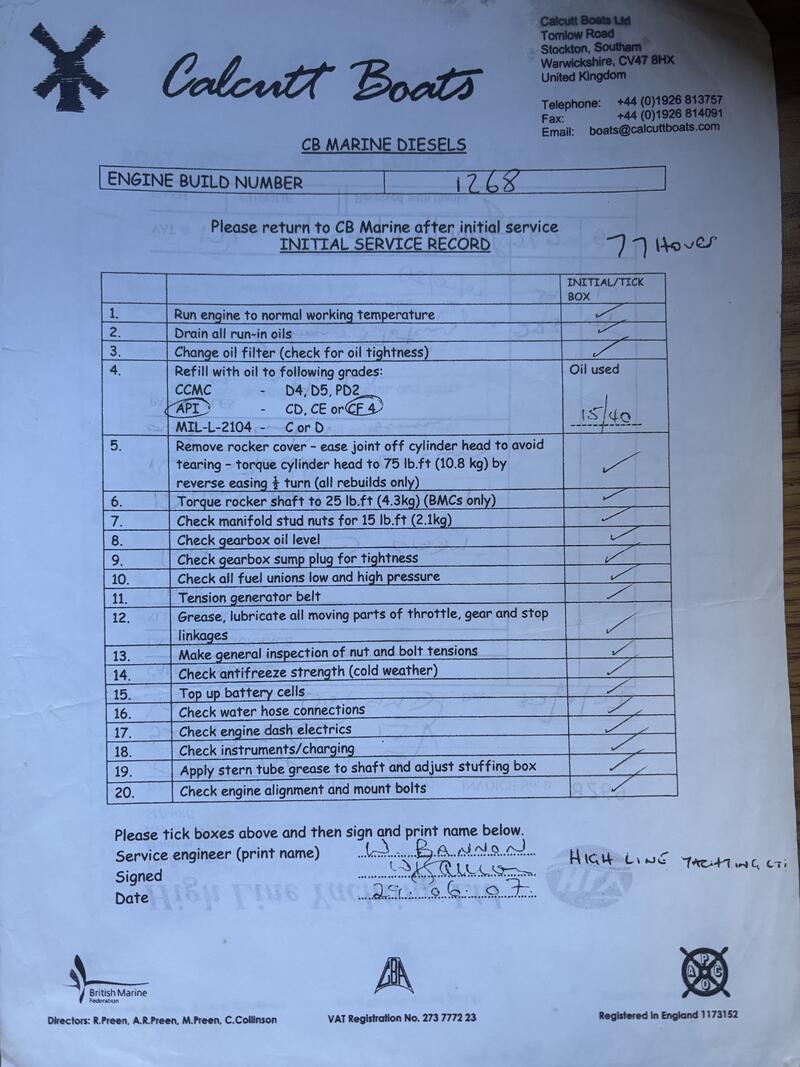 Calcutt Boats
Calcutt Boats Ltd
Tomlow Road
Stockton, Southam
Warwickshire, CV47 8HX
United Kingdom
Telephone: +44 (0)1926 813757
Fax: +44 (0)1926 814091
Email: boats@calcuttboats.com
CB MARINE DIESELS
ENGINE BUILD NUMBER 1268
Please return to CB Marine after initial service
INITIAL SERVICE RECORD
77 Hours
INITIAL/TICK
BOX
1. Run engine to normal working temperature ✓
2. Drain all run-in oils ✓
3. Change oil filter (check for oil tightness) ✓
4. Refill with oil to following grades: Oil used
CCMC - D4, D5, PD2
API - CD, CE or CF 4 15/40
MIL-L-2104 - C or D
5. Remove rocker cover – ease joint off cylinder head to avoid
tearing – torque cylinder head to 75 lb.ft (10.8 kg) by ✓
reverse easing ½ turn (all rebuilds only)
6. Torque rocker shaft to 25 lb.ft (4.3kg) (BMCs only) ✓
7. Check manifold stud nuts for 15 lb.ft (2.1kg) ✓
8. Check gearbox oil level ✓
9. Check gearbox sump plug for tightness ✓
10. Check all fuel unions low and high pressure ✓
11. Tension generator belt ✓
12. Grease, lubricate all moving parts of throttle, gear and stop
linkages ✓
13. Make general inspection of nut and bolt tensions ✓
14. Check antifreeze strength (cold weather) ✓
15. Top up battery cells ✓
16. Check water hose connections ✓
17. Check engine dash electrics ✓
18. Check instruments/charging ✓
19. Apply stern tube grease to shaft and adjust stuffing box ✓
20. Check engine alignment and mount bolts ✓
Please tick boxes above and then sign and print name below.
Service engineer (print name) W. BANNON
HIGH LINE YACHTING LTD
Signed
Date 29.06.07.
High Line Yachting Ltd
British Marine
Federation
CBA
APCO
Directors: R.Preen, A.R.Preen, M.Preen, C.Collinson
VAT Registration No. 273 7772 23
Registered in England 1173152